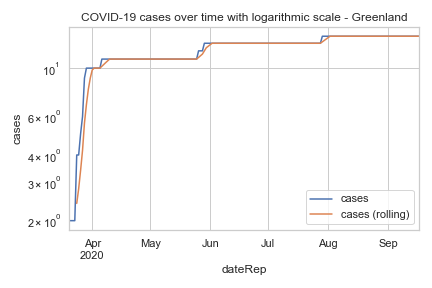 COVID-19 cases over time with logarithmic scale - Greenland
cases
10¹
6 × 10⁰
4 × 10⁰
3 × 10⁰
2 × 10⁰
cases
cases (rolling)
Apr May Jun Jul Aug Sep
2020
dateRep